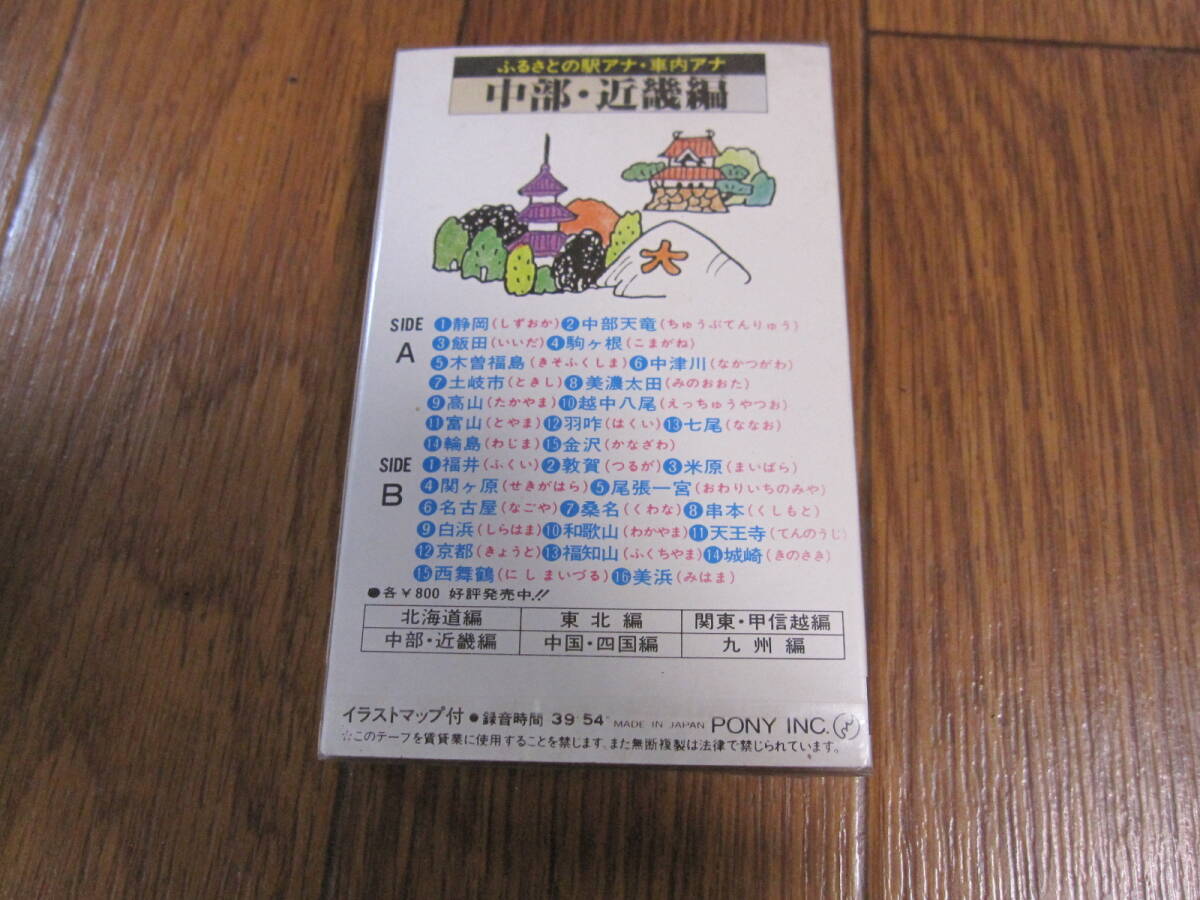 ふるさとの駅アナ・車内アナ
中部・近畿編
大
SIDE A
❶静岡(しずおか)❷中部天竜(ちゅうぶてんりゅう)
❸飯田(いいだ)❹駒ヶ根(こまがね)
❺木曽福島(きそふくしま)❻中津川(なかつがわ)
❼土岐市(ときし)❽美濃太田(みのおおた)
❾高山(たかやま)❿越中八尾(えっちゅうやつお)
⓫富山(とやま)⓬羽咋(はくい)⓭七尾(ななお)
⓮輪島(わじま)⓯金沢(かなざわ)
SIDE B
❶福井(ふくい)❷敦賀(つるが)❸米原(まいばら)
❹関ヶ原(せきがはら)❺尾張一宮(おわりいちのみや)
❻名古屋(なごや)❼桑名(くわな)❽串本(くしもと)
❾白浜(しらはま)❿和歌山(わかやま)⓫天王寺(てんのうじ)
⓬京都(きょうと)⓭福知山(ふくちやま)⓮城崎(きのさき)
⓯西舞鶴(にしまいづる)⓰美浜(みはま)
●各¥800 好評発売中!!
北海道編 東北編 関東・甲信越編
中部・近畿編 中国・四国編 九州編
イラストマップ付●録音時間 39′54″ MADE IN JAPAN PONY INC.
☆このテープを賃貸業に使用することを禁じます。また無断複製は法律で禁じられています。